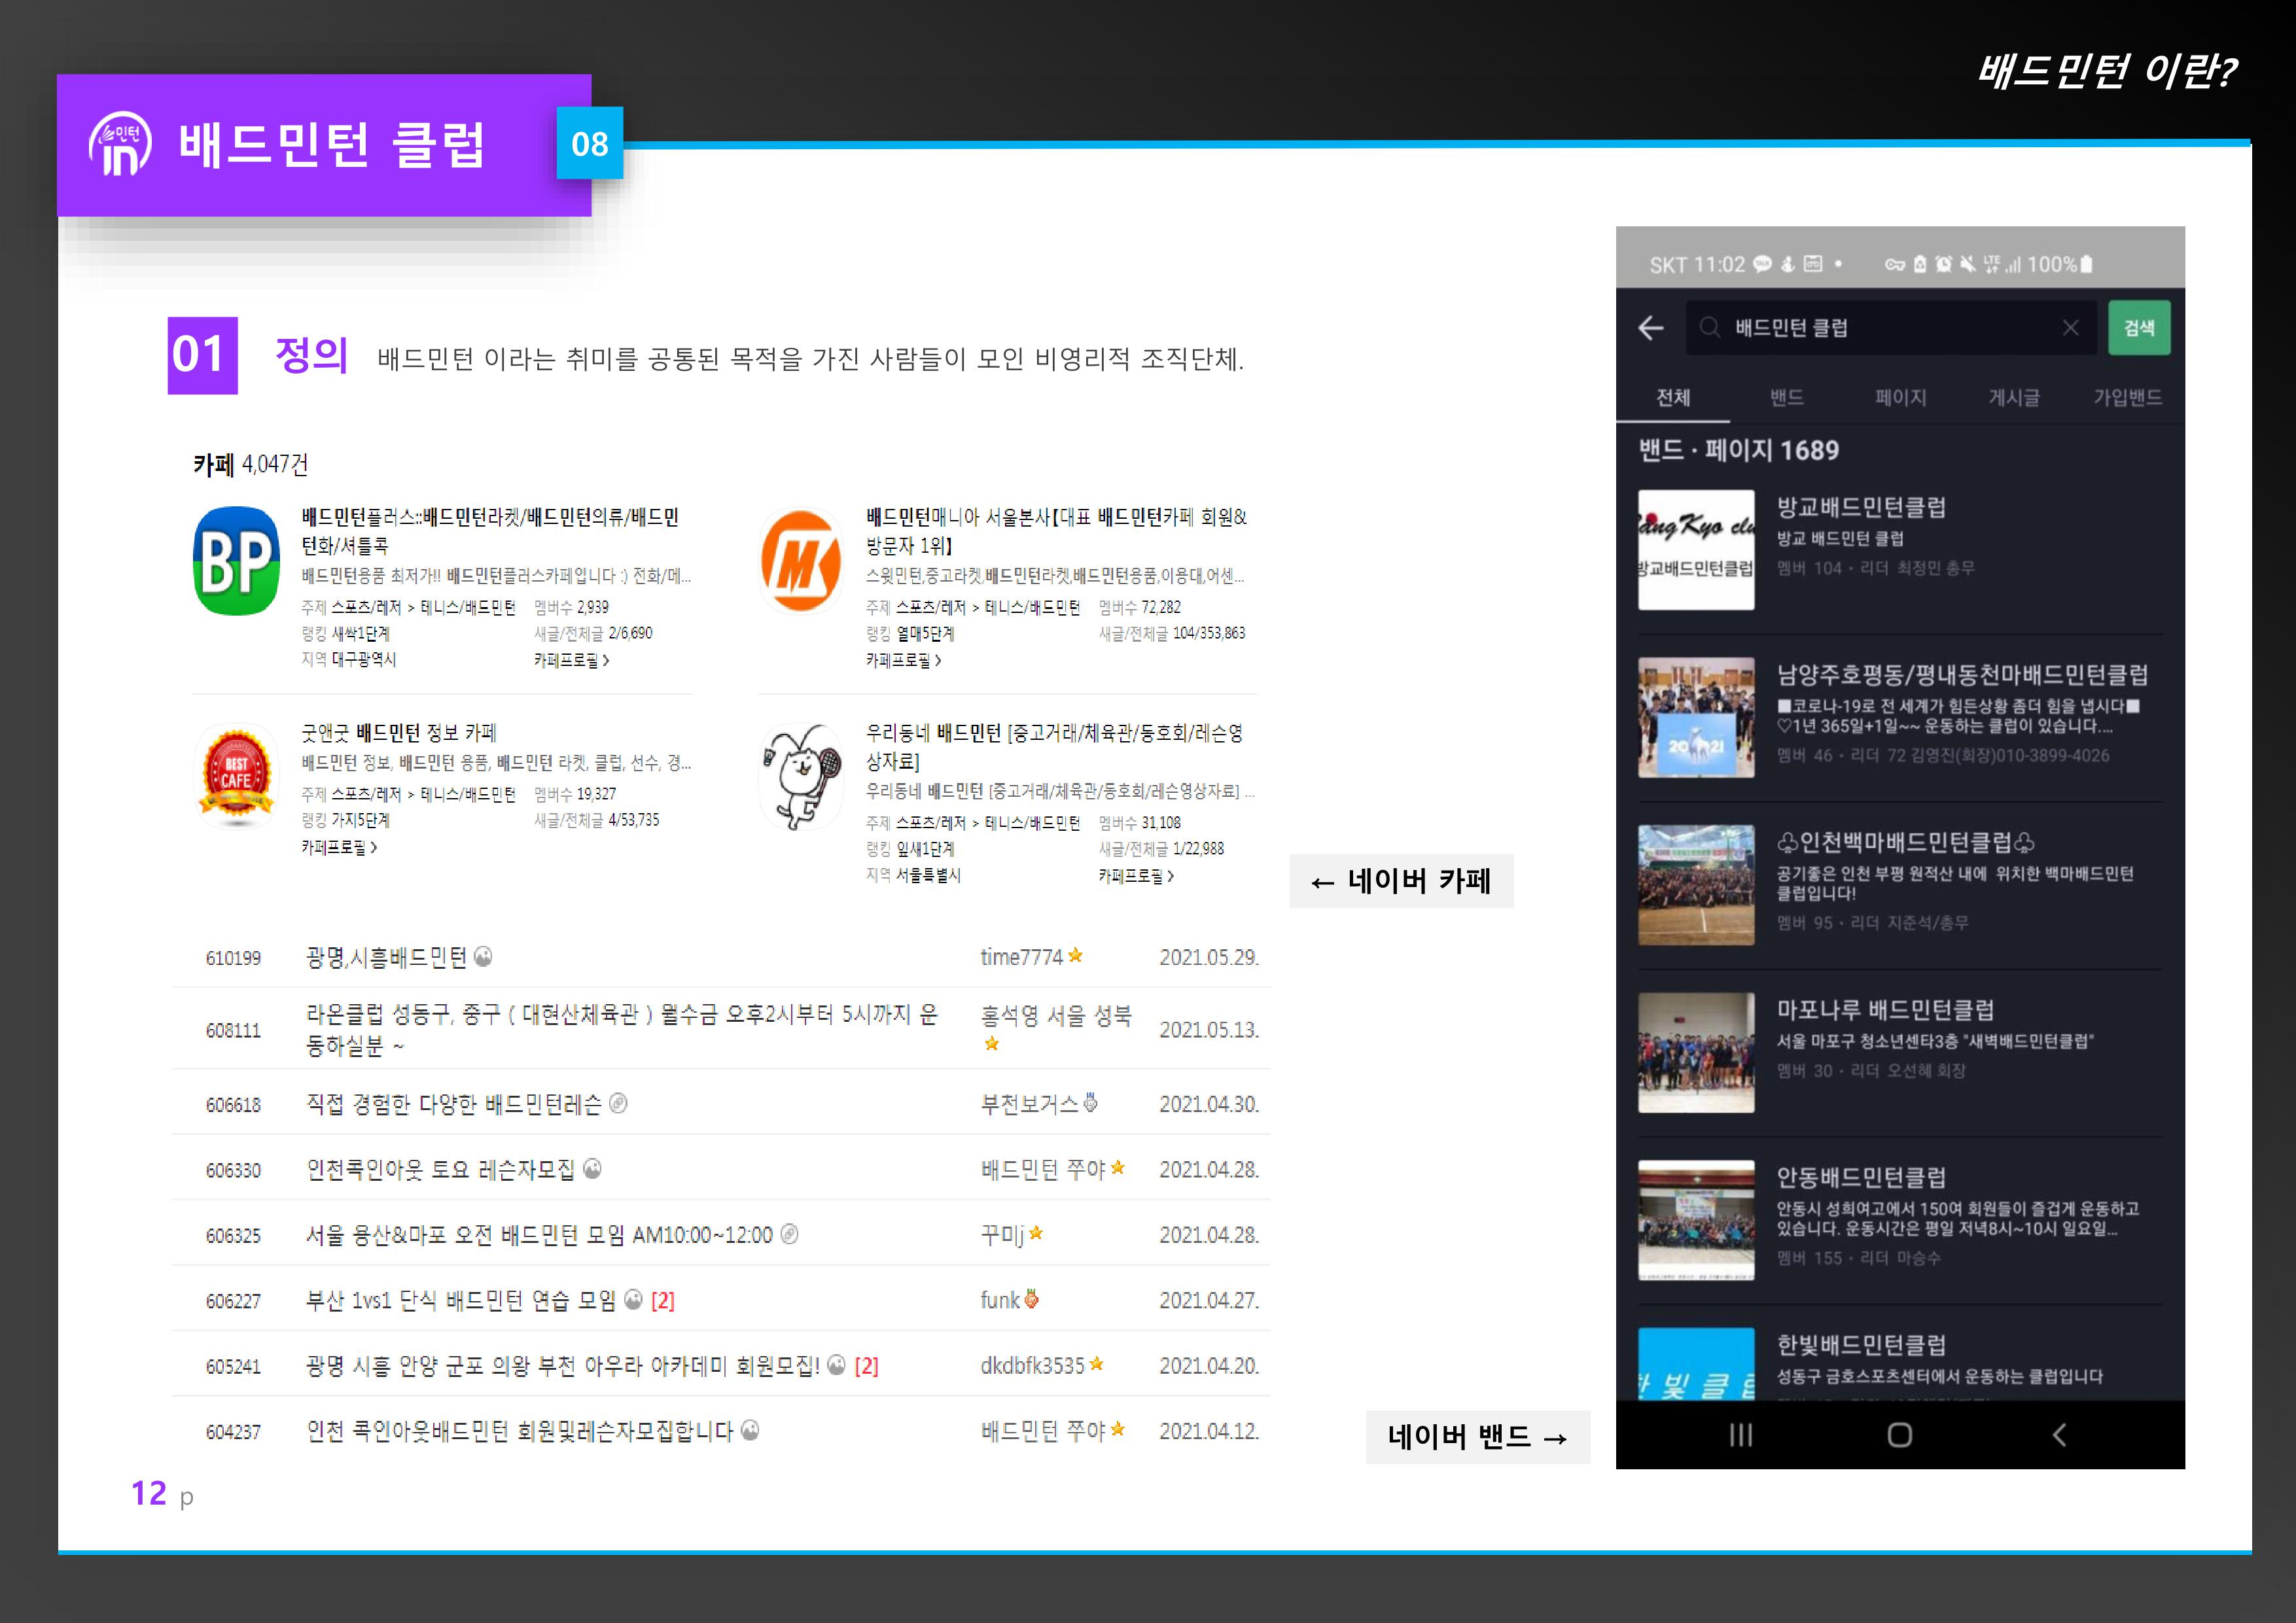 배드민턴 이란?
민턴
in
배드민턴 클럽
08
01 정의 배드민턴 이라는 취미를 공통된 목적을 가진 사람들이 모인 비영리적 조직단체.
카페 4,047건
BP
배드민턴플러스::배드민턴라켓/배드민턴의류/배드민
턴화/셔틀콕
배드민턴용품 최저가!! 배드민턴플러스카페입니다 :) 전화/메...
주제 스포츠/레저 > 테니스/배드민턴 멤버수 2,939
랭킹 새싹1단계 새글/전체글 2/6,690
지역 대구광역시 카페프로필 >
M
배드민턴매니아 서울본사【대표 배드민턴카페 회원&
방문자 1위】
스윗민턴,중고라켓,배드민턴라켓,배드민턴용품,이용대,어센...
주제 스포츠/레저 > 테니스/배드민턴 멤버수 72,282
랭킹 열매5단계 새글/전체글 104/353,863
카페프로필 >
BEST
CAFE
굿앤굿 배드민턴 정보 카페
배드민턴 정보, 배드민턴 용품, 배드민턴 라켓, 클럽, 선수, 경...
주제 스포츠/레저 > 테니스/배드민턴 멤버수 19,327
랭킹 가지5단계 새글/전체글 4/53,735
카페프로필 >
우리동네 배드민턴 [중고거래/체육관/동호회/레슨영
상자료]
우리동네 배드민턴 [중고거래/체육관/동호회/레슨영상자료] ...
주제 스포츠/레저 > 테니스/배드민턴 멤버수 31,108
랭킹 잎새1단계 새글/전체글 1/22,988
지역 서울특별시 카페프로필 >
← 네이버 카페
610199 광명,시흥배드민턴 time7774 2021.05.29.
608111 라온클럽 성동구, 중구 ( 대현산체육관 ) 월수금 오후2시부터 5시까지 운
동하실분 ~ 홍석영 서울 성북 2021.05.13.
606618 직접 경험한 다양한 배드민턴레슨 부천보거스 2021.04.30.
606330 인천콕인아웃 토요 레슨자모집 배드민턴 쭈야 2021.04.28.
606325 서울 용산&마포 오전 배드민턴 모임 AM10:00~12:00 꾸미j 2021.04.28.
606227 부산 1vs1 단식 배드민턴 연습 모임 [2] funk 2021.04.27.
605241 광명 시흥 안양 군포 의왕 부천 아우라 아카데미 회원모집! [2] dkdbfk3535 2021.04.20.
604237 인천 콕인아웃배드민턴 회원및레슨자모집합니다 배드민턴 쭈야 2021.04.12.
네이버 밴드 →
SKT 11:02 LTE 100%
배드민턴 클럽 검색
전체 밴드 페이지 게시글 가입밴드
밴드 · 페이지 1689
ang Kyo clu
방교배드민턴클럽
방교배드민턴클럽
방교 배드민턴 클럽
멤버 104 · 리더 최정민 총무
2021
남양주호평동/평내동천마배드민턴클럽
■코로나-19로 전 세계가 힘든상황 좀더 힘을 냅시다■
♡1년 365일+1일~~ 운동하는 클럽이 있습니다....
멤버 46 · 리더 72 김영진(회장)010-3899-4026
♧인천백마배드민턴클럽♧
공기좋은 인천 부평 원적산 내에 위치한 백마배드민턴
클럽입니다!
멤버 95 · 리더 지준석/총무
마포나루 배드민턴클럽
서울 마포구 청소년센타3층 "새벽배드민턴클럽"
멤버 30 · 리더 오선혜 회장
안동배드민턴클럽
안동시 성희여고에서 150여 회원들이 즐겁게 운동하고
있습니다. 운동시간은 평일 저녁8시~10시 일요일...
멤버 155 · 리더 마승수
빛 클
한빛배드민턴클럽
성동구 금호스포츠센터에서 운동하는 클럽입니다
12 p